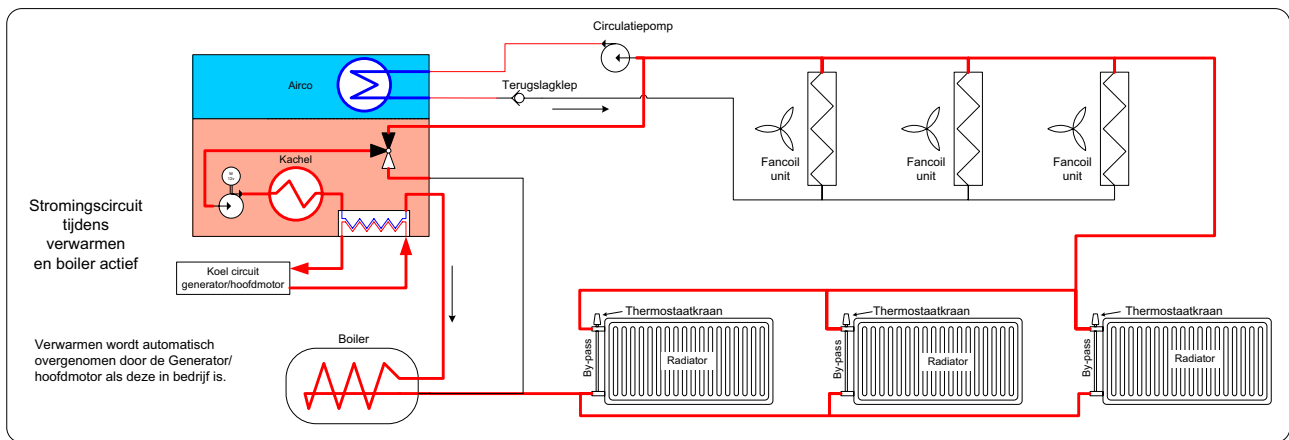 Circulatiepomp
Airco
Terugslagklep
Kachel
M
12v
Fancoil
unit
Fancoil
unit
Fancoil
unit
Stromingscircuit
tijdens
verwarmen
en boiler actief
Koel circuit
generator/hoofdmotor
Verwarmen wordt automatisch
overgenomen door de Generator/
hoofdmotor als deze in bedrijf is.
Boiler
Thermostaatkraan
By-pass
Radiator
Thermostaatkraan
By-pass
Radiator
Thermostaatkraan
By-pass
Radiator